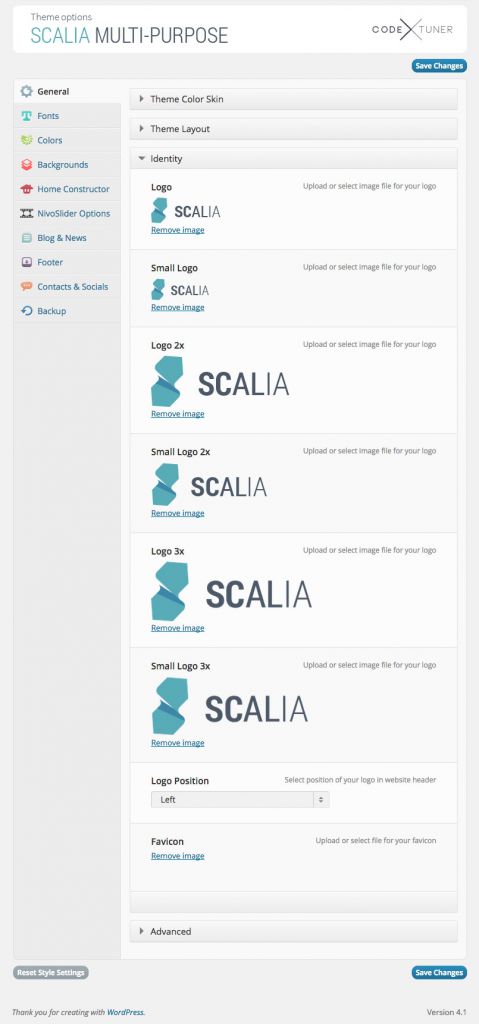 Theme options
SCALIA MULTI-PURPOSE
CODE X TUNER
Save Changes
General
Fonts
Colors
Backgrounds
Home Constructor
NivoSlider Options
Blog & News
Footer
Contacts & Socials
Backup
Theme Color Skin
Theme Layout
Identity
Logo
Upload or select image file for your logo
SCALIA
Remove image
Small Logo
Upload or select image file for your logo
SCALIA
Remove image
Logo 2x
Upload or select image file for your logo
SCALIA
Remove image
Small Logo 2x
Upload or select image file for your logo
SCALIA
Remove image
Logo 3x
Upload or select image file for your logo
SCALIA
Remove image
Small Logo 3x
Upload or select image file for your logo
SCALIA
Remove image
Logo Position
Select position of your logo in website header
Left
Favicon
Upload or select file for your favicon
Remove image
Advanced
Reset Style Settings
Save Changes
Thank you for creating with WordPress.
Version 4.1